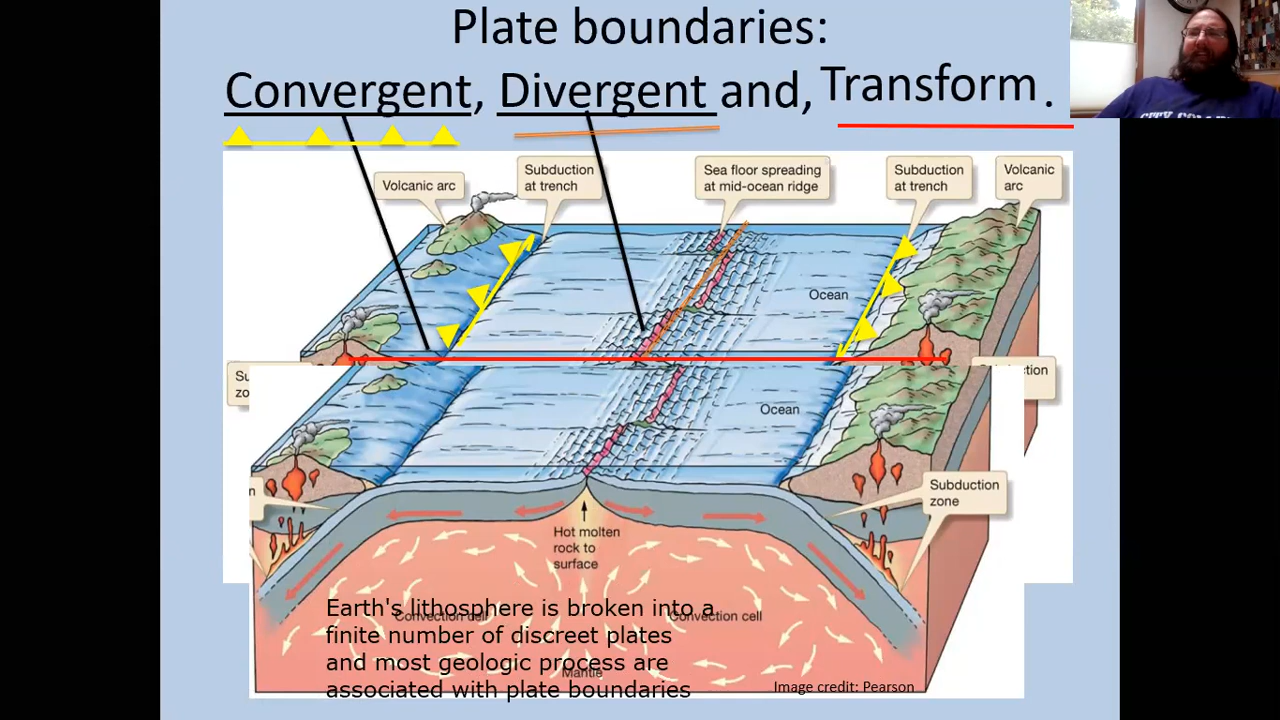 Plate boundaries:
Convergent, Divergent and, Transform.
Volcanic arc
Subduction
at trench
Sea floor spreading
at mid-ocean ridge
Subduction
at trench
Volcanic
arc
Ocean
Su
zo
ction
Ocean
n
Subduction
zone
Hot molten
rock to
surface
Convection cell
Convection cell
Mantle
Earth's lithosphere is broken into a
finite number of discreet plates
and most geologic process are
associated with plate boundaries
Image credit: Pearson